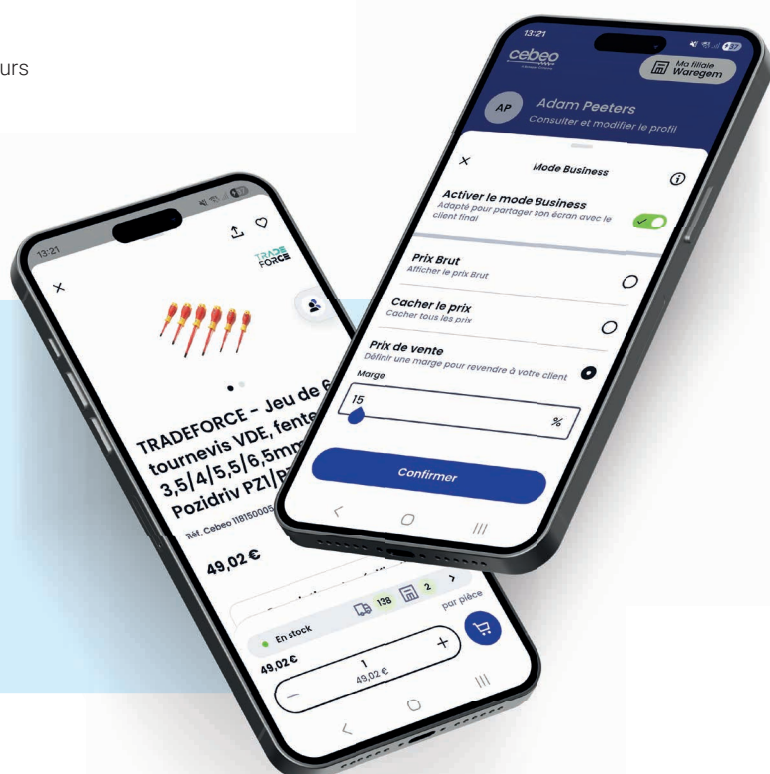 urs
13:21
cebeo
Ma filiale
Waregem
AP
Adam Peeters
Consulter et modifier le profil
Mode Business
Activer le mode Business
Adapté pour partager son écran avec le
client final
Prix Brut
Afficher le prix Brut
Cacher le prix
Cacher tous les prix
Prix de vente
Définir une marge pour revendre à votre client
Marge
15
%
Confirmer
13:21
TRADE
FORCE
TRADEFORCE - Jeu de 6
tournevis VDE, fente
3,5/4/5,5/6,5mm
Pozidriv PZ1/
Réf. Cebeo 118150005
49,02 €
En stock
138
2
49,02 €
par pièce
1
49,02 €